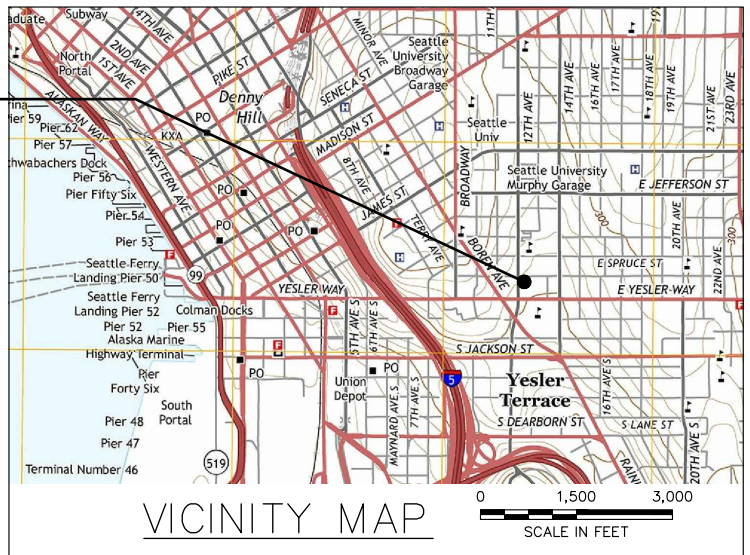 Subway
4TH AVE
11TH
19TH
North
Portal
2ND AVE
1ST AVE
PIKE ST
MINOR AVE
Seattle
University
Broadway
Garage
12TH AVE
14TH AVE
16TH AVE
17TH AVE
18TH AVE
19TH AVE
21ST AVE
23RD AVE
Denny
Hill
SENECA ST
H
H
MADISON ST
ALASKAN WAY
PO
KXA
Pier 59
Pier 62
Pier 57
Seattle
Univ
8TH AVE
WESTERN AVE
Schwabachers Dock
Pier 56
Pier Fifty Six
Pier 54
Pier 53
PO
PO
PO
JAMES ST
F
TERRY AVE
BROADWAY
Seattle University
Murphy Garage
H
E JEFFERSON ST
300
300
20TH AVE
22ND AVE
H
BOREN AVE
E SPRUCE ST
F
Seattle Ferry
Landing Pier 50
99
YESLER WAY
E YESLER WAY
Seattle Ferry
Landing Pier 52
Colman Docks
F
F
Pier 52
Pier 55
5TH AVE S
6TH AVE S
Alaska Marine
Highway Terminal
F
S JACKSON ST
Pier
Forty Six
PO
PO
Union
Depot
5
Yesler
Terrace
16TH AVE S
South
Portal
MAYNARD AVE S
7TH AVE S
S DEARBORN ST
S LANE ST
20TH AVE S
Pier 48
Pier 47
Terminal Number 46
519
RAIN
VICINITY MAP
0 1,500 3,000
SCALE IN FEET